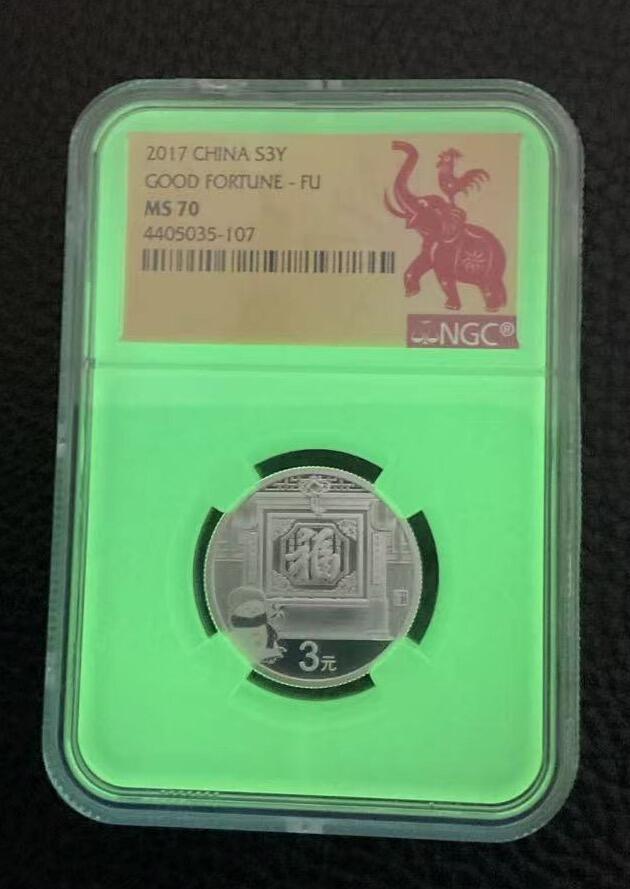 2017 CHINA S3Y
GOOD FORTUNE - FU
MS 70
4405035-107
NGC®
福
3元